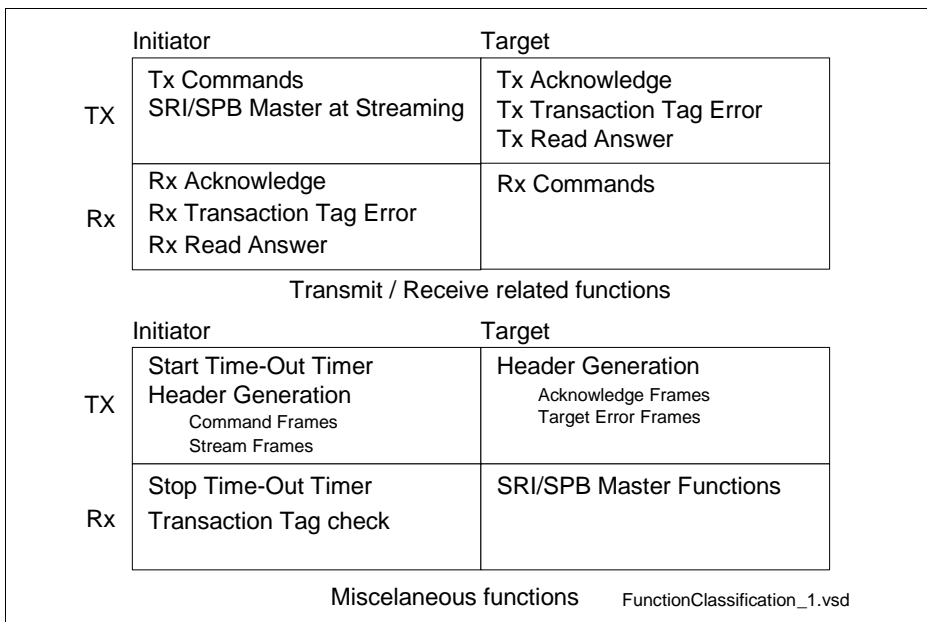 Initiator Target
TX
Tx Commands
SRI/SPB Master at Streaming
Tx Acknowledge
Tx Transaction Tag Error
Tx Read Answer
Rx
Rx Acknowledge
Rx Transaction Tag Error
Rx Read Answer
Rx Commands
Transmit / Receive related functions
Initiator Target
TX
Start Time-Out Timer
Header Generation
Command Frames
Stream Frames
Header Generation
Acknowledge Frames
Target Error Frames
Rx
Stop Time-Out Timer
Transaction Tag check
SRI/SPB Master Functions
Miscelaneous functions
FunctionClassification_1.vsd